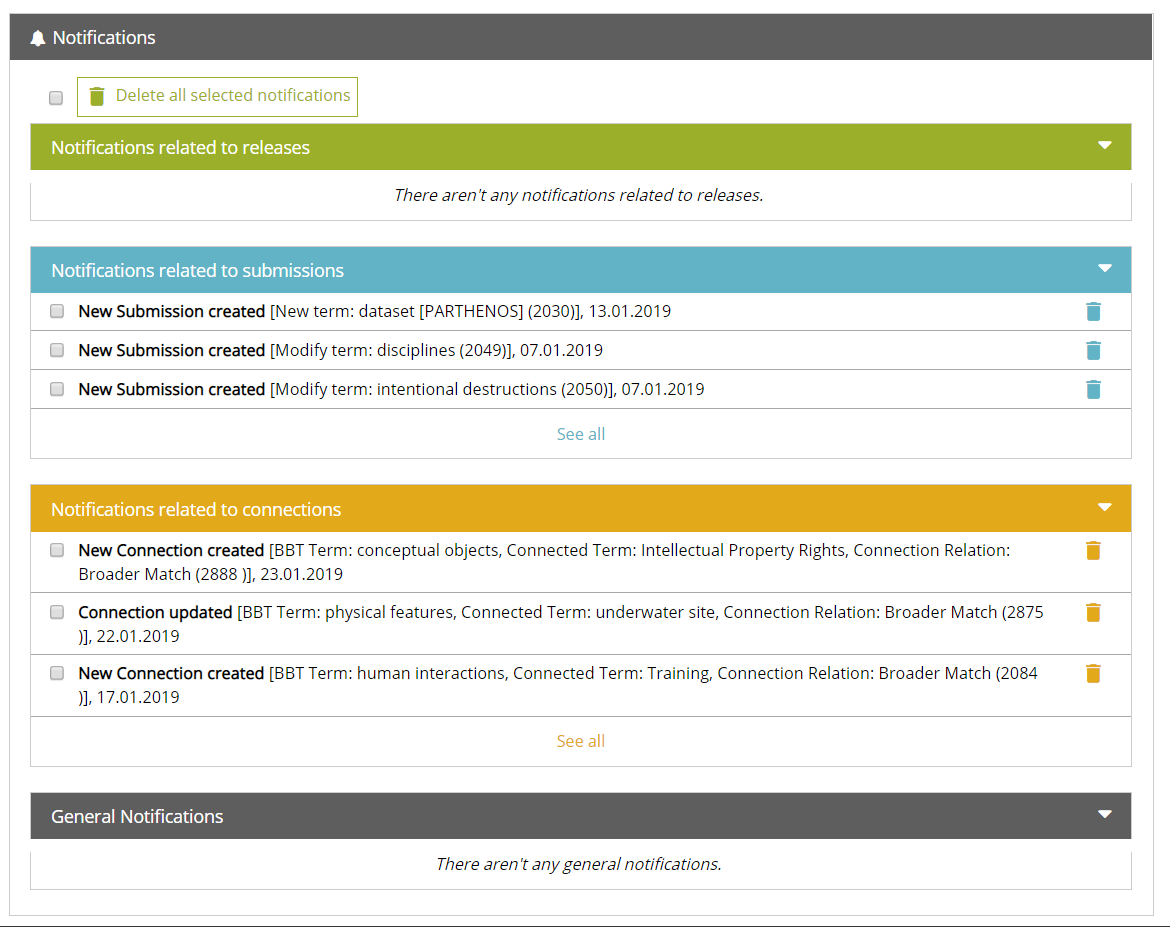 Notifications
Delete all selected notifications
Notifications related to releases
There aren't any notifications related to releases.
Notifications related to submissions
New Submission created [New term: dataset [PARTHENOS] (2030)], 13.01.2019
New Submission created [Modify term: disciplines (2049)], 07.01.2019
New Submission created [Modify term: intentional destructions (2050)], 07.01.2019
See all
Notifications related to connections
New Connection created [BBT Term: conceptual objects, Connected Term: Intellectual Property Rights, Connection Relation:
Broader Match (2888 )], 23.01.2019
Connection updated [BBT Term: physical features, Connected Term: underwater site, Connection Relation: Broader Match (2875
)], 22.01.2019
New Connection created [BBT Term: human interactions, Connected Term: Training, Connection Relation: Broader Match (2084
)], 17.01.2019
See all
General Notifications
There aren't any general notifications.